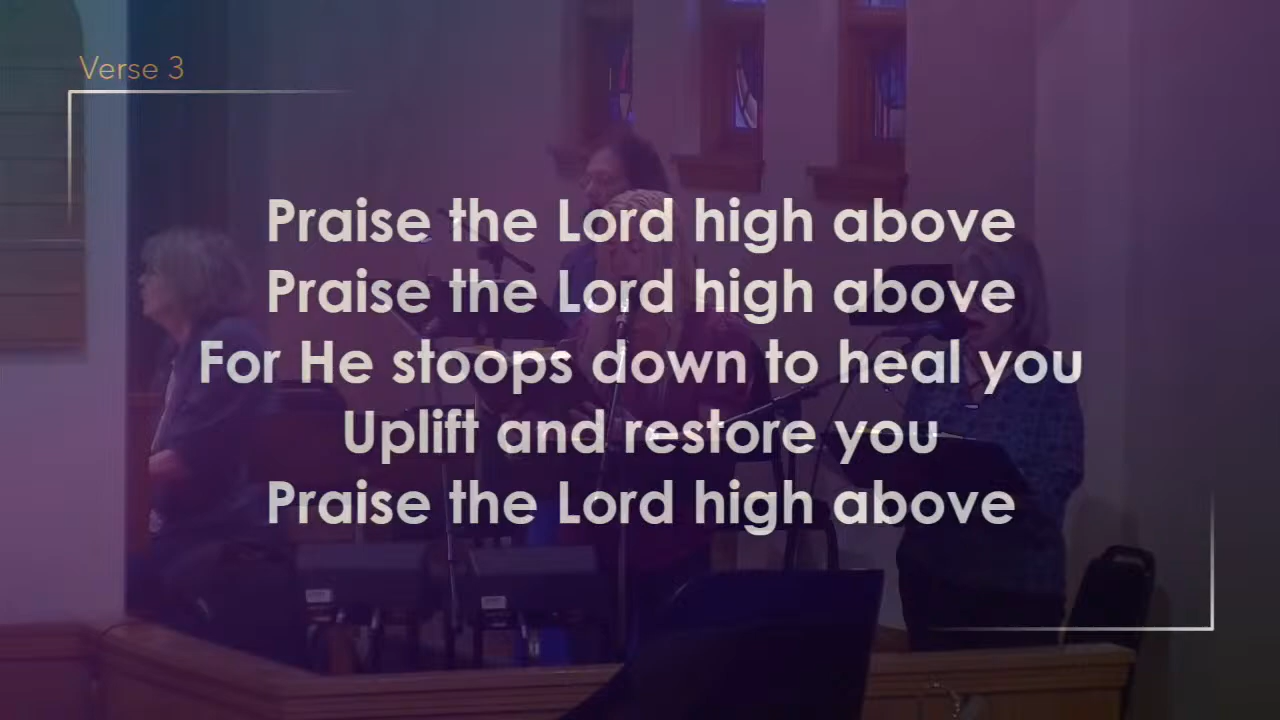 Verse 3
Praise the Lord high above
Praise the Lord high above
For He stoops down to heal you
Uplift and restore you
Praise the Lord high above